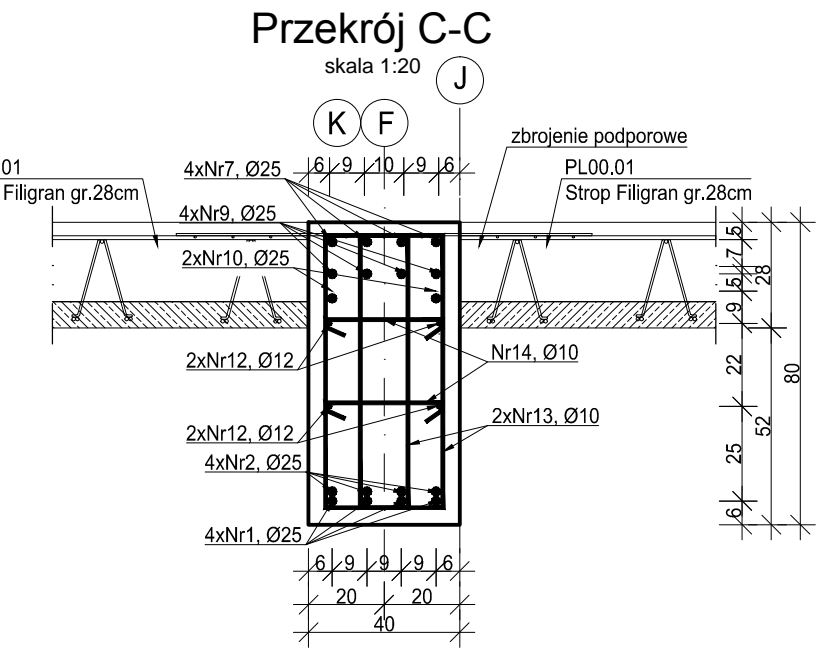 Przekrój C-C
skala 1:20
J
K F
zbrojenie podporowe
01
Filigran gr.28cm
4xNr7, Ø25
6 9 10 9 6
PL00.01
Strop Filigran gr.28cm
4xNr9, Ø25
2xNr10, Ø25
5
7
5
9
28
22
80
52
25
6
2xNr12, Ø12
Nr14, Ø10
2xNr12, Ø12
2xNr13, Ø10
4xNr2, Ø25
4xNr1, Ø25
6 9 9 9 6
20 20
40